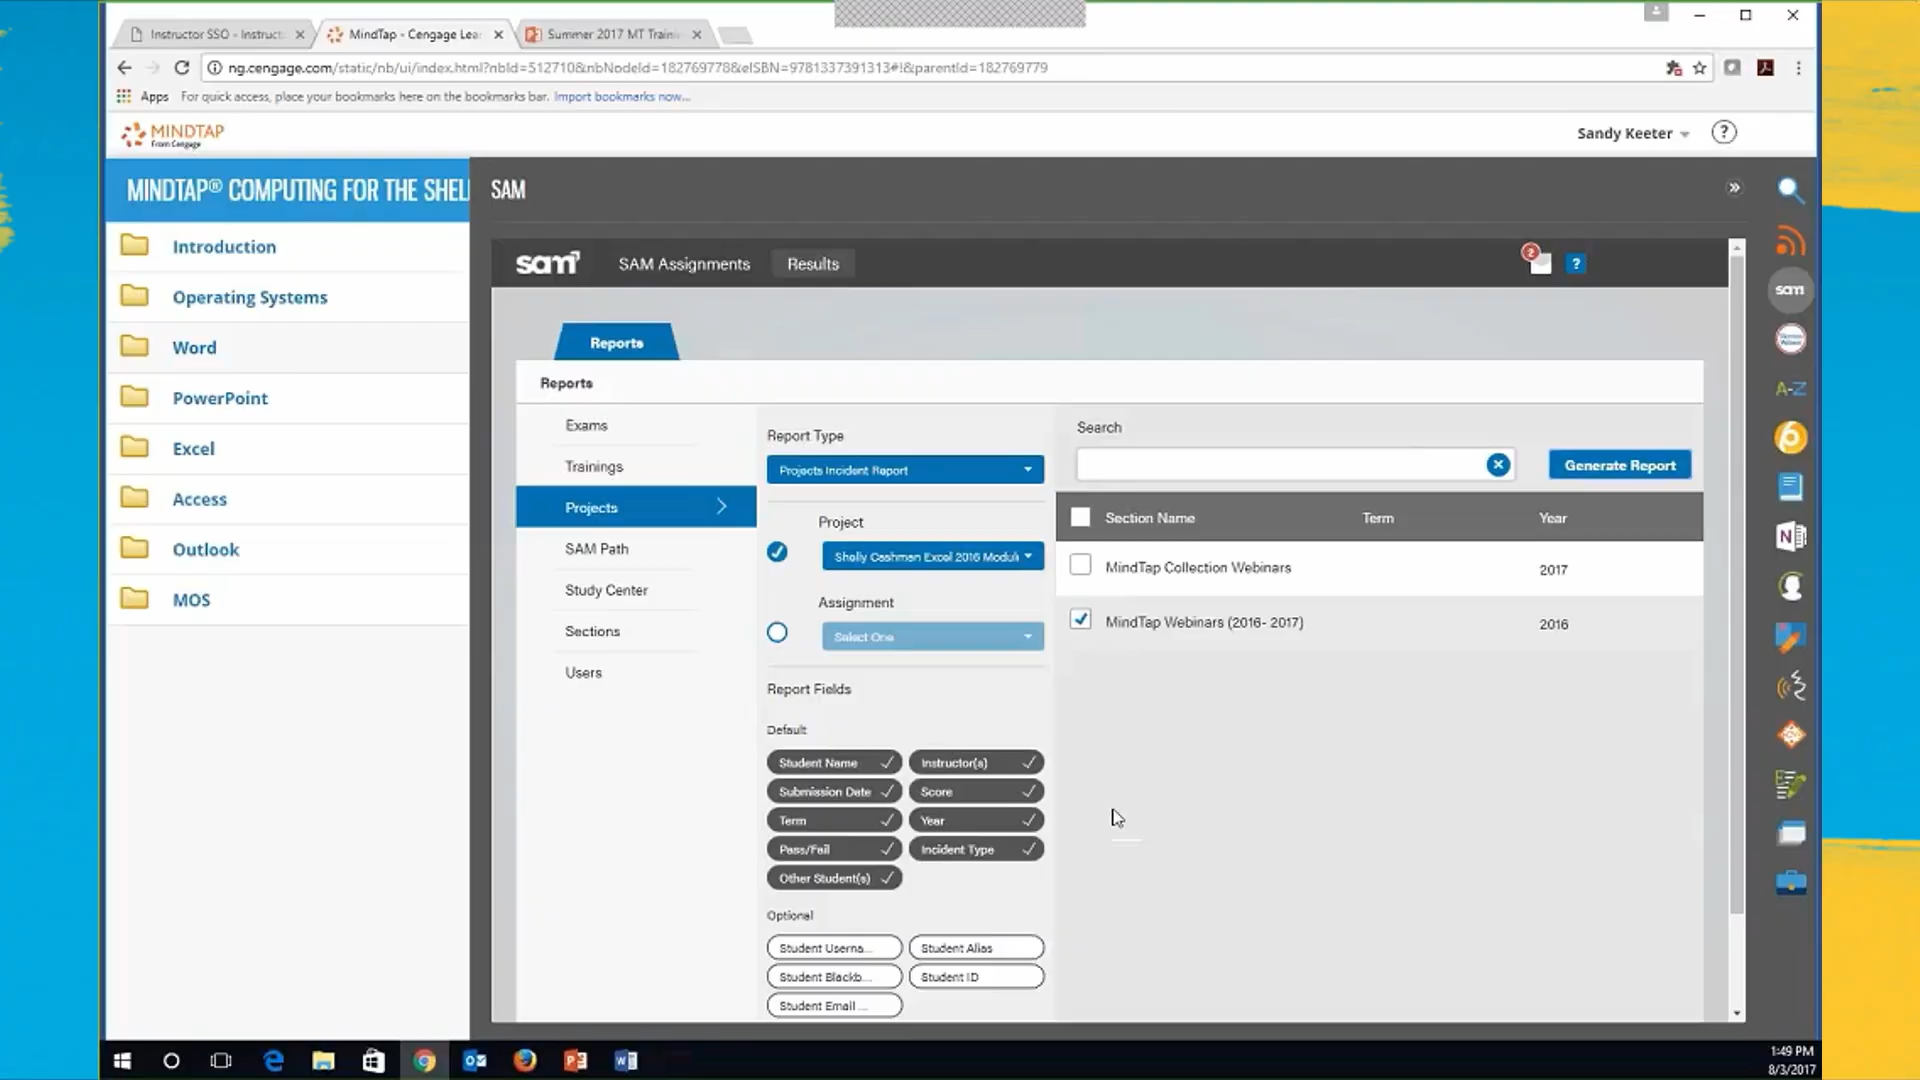 Instructor SSO - Instruct:
MindTap - Cengage Lea
Summer 2017 MT Traini
ng.cengage.com/static/nb/ui/index.html?nbId=512710&nbNodeId=182769778&eISBN=9781337391313#!&parentId=182769779
Apps For quick access, place your bookmarks here on the bookmarks bar. Import bookmarks now...
MINDTAP
From Cengage
Sandy Keeter
?
MINDTAP® COMPUTING FOR THE SHEL
Introduction
Operating Systems
Word
PowerPoint
Excel
Access
Outlook
MOS
SAM
sam
SAM Assignments
Results
2
?
Reports
Reports
Exams
Trainings
Projects
SAM Path
Study Center
Sections
Users
Report Type
Projects Incident Report
Project
Shelly Cashman Excel 2016 Modul
Assignment
Select One
Report Fields
Default
Student Name
Instructor(s)
Submission Date
Score
Term
Year
Pass/Fail
Incident Type
Other Student(s)
Optional
Student Userna...
Student Alias
Student Blackb...
Student ID
Student Email ...
Search
Generate Report
Section Name Term Year
MindTap Collection Webinars 2017
MindTap Webinars (2016- 2017) 2016
sam
A-Z
N
1:49 PM
8/3/2017